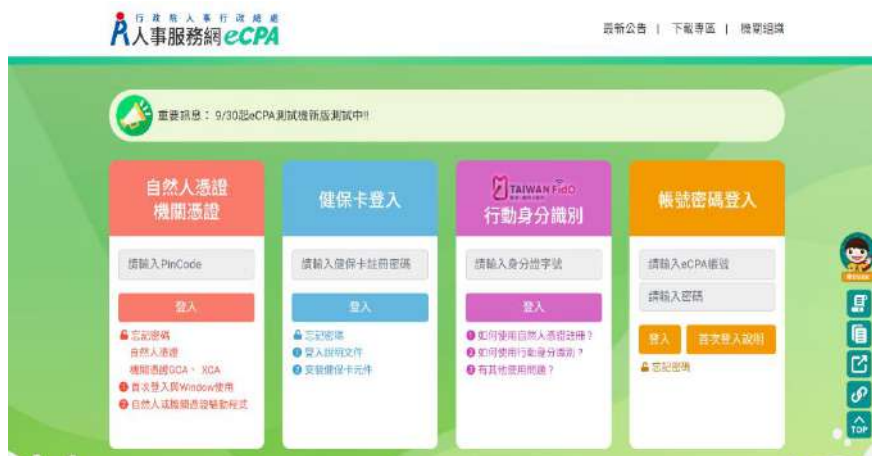 行政院人事行政總處
人事服務網 eCPA
最新公告 | 下載專區 | 機關組織
重要訊息： 9/30起eCPA測試機新版測試中!!
自然人憑證
機關憑證
請輸入PinCode
登入
忘記密碼
自然人憑證
機關憑證GCA、 XCA
首次登入與Window使用
自然人或機關憑證驅動程式
健保卡登入
請輸入健保卡註冊密碼
登入
忘記密碼
登入說明文件
安裝健保卡元件
TAIWAN FidO
行動身分識別
請輸入身分證字號
登入
如何使用自然人憑證註冊？
如何使用行動身分識別？
有其他使用問題？
帳號密碼登入
請輸入eCPA帳號
請輸入密碼
登入
首次登入說明
忘記密碼
TOP